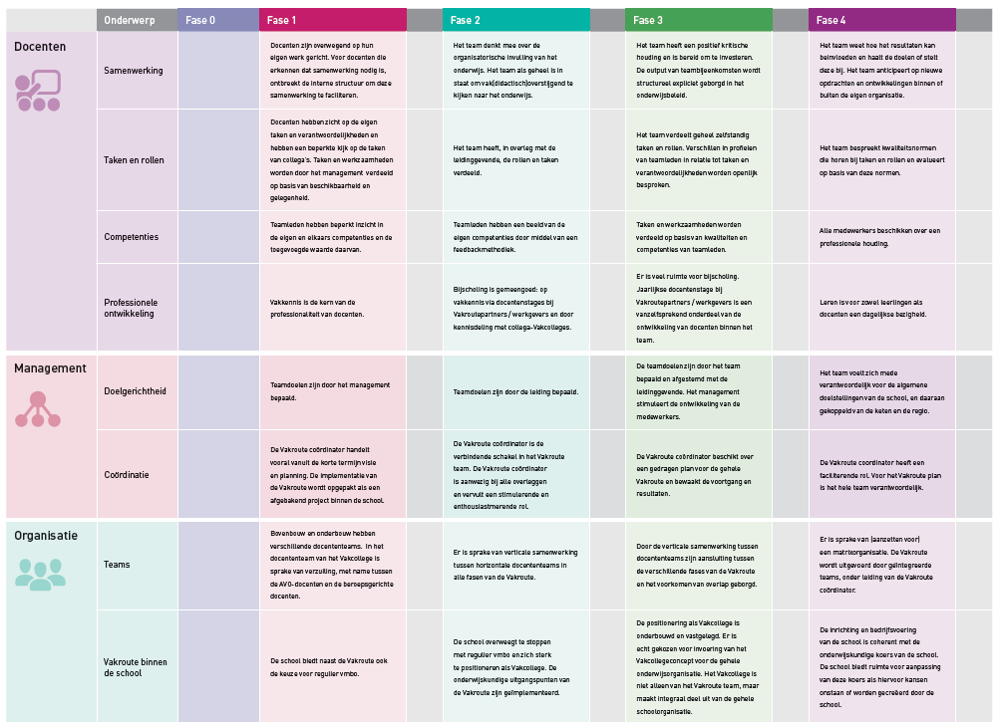 Onderwerp Fase 0 Fase 1 Fase 2 Fase 3 Fase 4
Docenten
Samenwerking
Docenten zijn overwegend op hun
eigen werk gericht. Voor docenten die
erkennen dat samenwerking nodig is,
ontbreekt de interne structuur om deze
samenwerking te faciliteren.
Het team denkt mee over de
organisatorische invulling van het
onderwijs. Het team als geheel is in
staat om vak(didactisch)overstijgend te
kijken naar het onderwijs.
Het team heeft een positief kritische
houding en is bereid om te investeren.
De output van teambijeenkomsten wordt
structureel expliciet geborgd in het
onderwijsbeleid.
Het team weet hoe het resultaten kan
beïnvloeden en haalt de doelen of stelt
deze bij. Het team anticipeert op nieuwe
opdrachten en ontwikkelingen binnen of
buiten de eigen organisatie.
Taken en rollen
Docenten hebben zicht op de eigen
taken en verantwoordelijkheden en
hebben een beperkte kijk op de taken
van collega's. Taken en werkzaamheden
worden door het management verdeeld
op basis van beschikbaarheid en
gelegenheid.
Het team heeft, in overleg met de
leidinggevende, de rollen en taken
verdeeld.
Het team verdeelt geheel zelfstandig
taken en rollen. Verschillen in profielen
van teamleden in relatie tot taken en
verantwoordelijkheden worden openlijk
besproken.
Het team bespreekt kwaliteitsnormen
die horen bij taken en rollen en evalueert
op basis van deze normen.
Competenties
Teamleden hebben beperkt inzicht in
de eigen en elkaars competenties en de
toegevoegde waarde daarvan.
Teamleden hebben een beeld van de
eigen competenties door middel van een
feedbackmethodiek.
Taken en werkzaamheden worden
verdeeld op basis van kwaliteiten en
competenties van teamleden.
Alle medewerkers beschikken over een
professionele houding.
Professionele
ontwikkeling
Vakkennis is de kern van de
professionaliteit van docenten.
Bijscholing is gemeengoed: op
vakkennis via docentenstages bij
Vakroutepartners / werkgevers en door
kennisdeling met collega-Vakcolleges.
Er is veel ruimte voor bijscholing.
Jaarlijkse docentenstage bij
Vakroutepartners / werkgevers is een
vanzelfsprekend onderdeel van de
ontwikkeling van docenten binnen het
team.
Leren is voor zowel leerlingen als
docenten een dagelijkse bezigheid.
Management
Doelgerichtheid
Teamdoelen zijn door het management
bepaald.
Teamdoelen zijn door de leiding bepaald.
De teamdoelen zijn door het team
bepaald en afgestemd met de
leidinggevende. Het management
stimuleert de ontwikkeling van de
medewerkers.
Het team voelt zich mede
verantwoordelijk voor de algemene
doelstellingen van de school, en daaraan
gekoppeld van de keten en de regio.
Coördinatie
De Vakroute coördinator handelt
vooral vanuit de korte termijn visie
en planning. De implementatie van
de Vakroute wordt opgepakt als een
afgebakend project binnen de school.
De Vakroute coördinator is de
verbindende schakel in het Vakroute
team. De Vakroute coördinator
is aanwezig bij alle overleggen
en vervult een stimulerende en
enthousiastmerende rol.
De Vakroute coördinator beschikt over
een gedragen plan voor de gehele
Vakroute en bewaakt de voortgang en
resultaten.
De Vakroute coordinator heeft een
faciliterende rol. Voor het Vakroute plan
is het hele team verantwoordelijk.
Organisatie
Teams
Bovenbouw en onderbouw hebben
verschillende docententeams. In het
docententeam van het Vakcollege is
sprake van verzuiling, met name tussen
de AVO-docenten en de beroepsgerichte
docenten.
Er is sprake van verticale samenwerking
tussen horizontale docententeams in
alle fasen van de Vakroute.
Door de verticale samenwerking tussen
docententeams zijn aansluiting tussen
de verschillende fases van de Vakroute
en het voorkomen van overlap geborgd.
Er is sprake van (aanzetten voor)
een matrixorganisatie. De Vakroute
wordt uitgevoerd door geïntegreerde
teams, onder leiding van de Vakroute
coördinator.
Vakroute binnen
de school
De school biedt naast de Vakroute ook
de keuze voor regulier vmbo.
De school overweegt te stoppen
met regulier vmbo en zich sterk
te positioneren als Vakcollege. De
onderwijskundige uitgangspunten van
de Vakroute zijn geïmplementeerd.
De positionering als Vakcollege is
onderbouwd en vastgelegd. Er is
echt gekozen voor invoering van het
Vakcollegeconcept voor de gehele
onderwijsorganisatie. Het Vakcollege is
niet alleen van het Vakroute team, maar
maakt integraal deel uit van de gehele
schoolorganisatie.
De inrichting en bedrijfsvoering
van de school is coherent met de
onderwijskundige koers van de school.
De school biedt ruimte voor aanpassing
van deze koers als hiervoor kansen
onstaan of worden gecreëerd door de
school.